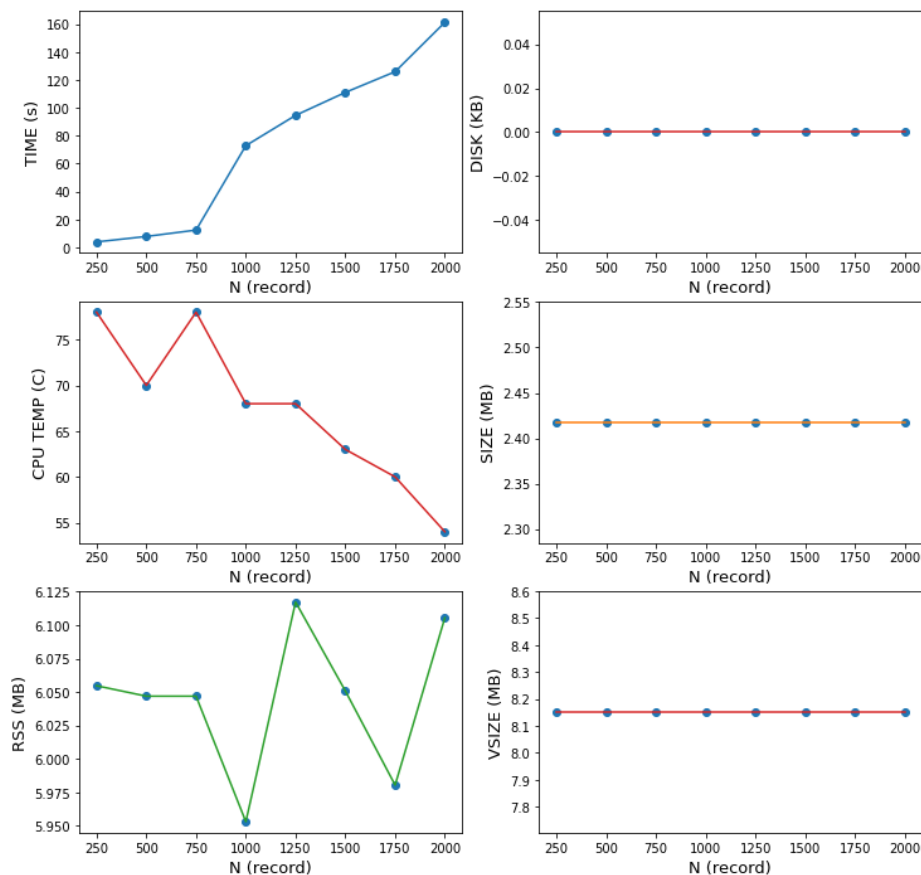 160
140
120
100
80
60
40
20
0
TIME (s)
250 500 750 1000 1250 1500 1750 2000
N (record)
0.04
0.02
0.00
−0.02
−0.04
DISK (KB)
250 500 750 1000 1250 1500 1750 2000
N (record)
75
70
65
60
55
CPU TEMP (C)
250 500 750 1000 1250 1500 1750 2000
N (record)
2.55
2.50
2.45
2.40
2.35
2.30
SIZE (MB)
250 500 750 1000 1250 1500 1750 2000
N (record)
6.125
6.100
6.075
6.050
6.025
6.000
5.975
5.950
RSS (MB)
250 500 750 1000 1250 1500 1750 2000
N (record)
8.6
8.5
8.4
8.3
8.2
8.1
8.0
7.9
7.8
VSIZE (MB)
250 500 750 1000 1250 1500 1750 2000
N (record)